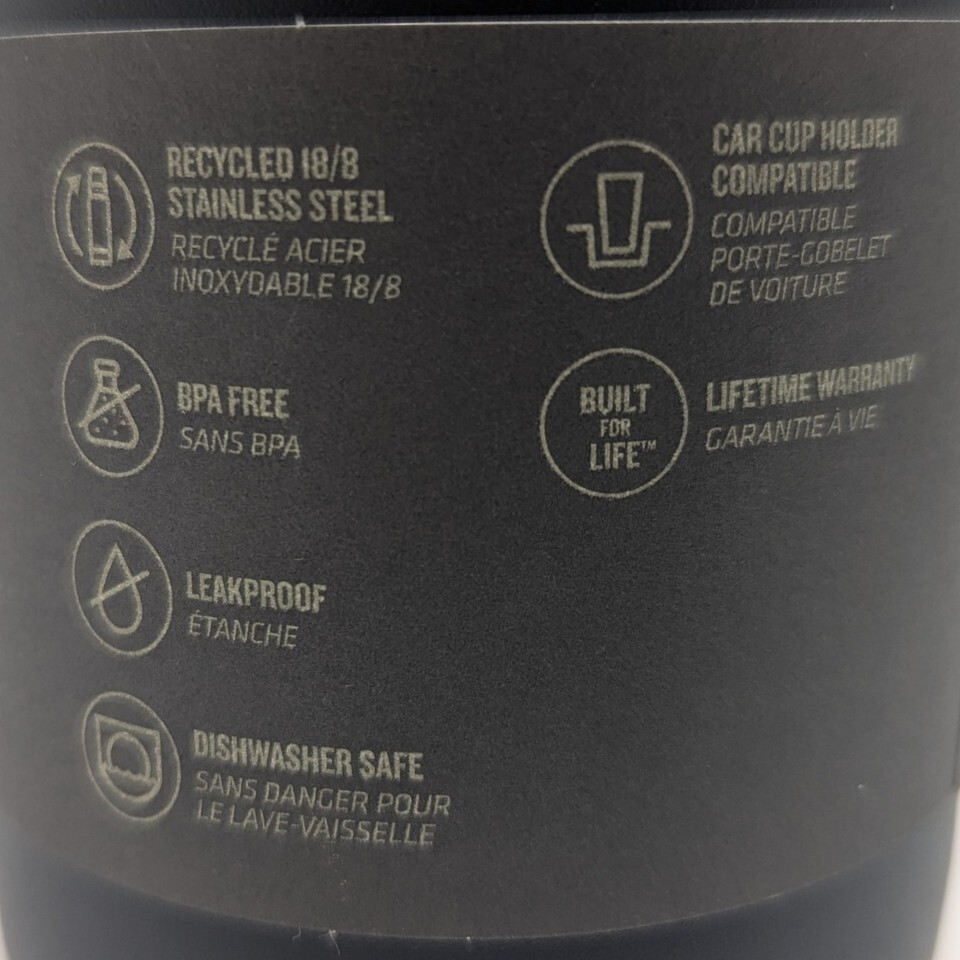 RECYCLED 18/8
STAINLESS STEEL
RECYCLÉ ACIER
INOXYDABLE 18/8
BPA FREE
SANS BPA
LEAKPROOF
ÉTANCHE
DISHWASHER SAFE
SANS DANGER POUR
LE LAVE-VAISSELLE
CAR CUP HOLDER
COMPATIBLE
COMPATIBLE
PORTE-GOBELET
DE VOITURE
BUILT
FOR
LIFE™
LIFETIME WARRANTY
GARANTIE À VIE